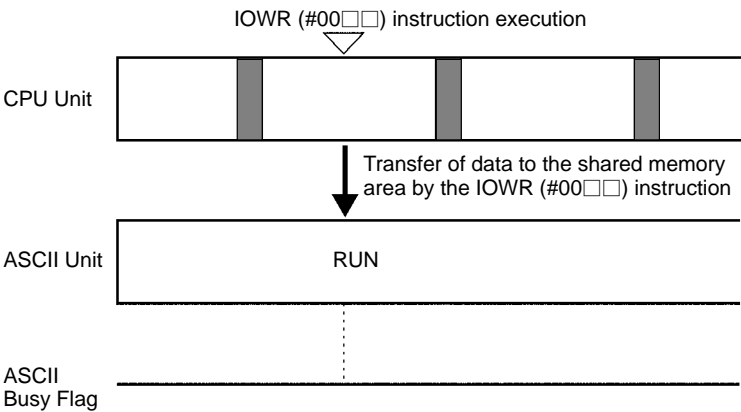 IOWR (#00□□) instruction execution
CPU Unit
Transfer of data to the shared memory
area by the IOWR (#00□□) instruction
ASCII Unit
RUN
ASCII
Busy Flag